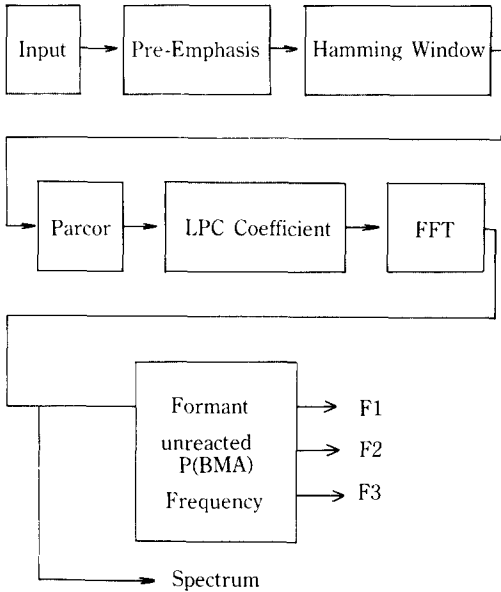 Input
Pre-Emphasis
Hamming Window
Parcor
LPC Coefficient
FFT
Formant
unreacted
P(BMA)
Frequency
F1
F2
F3
Spectrum